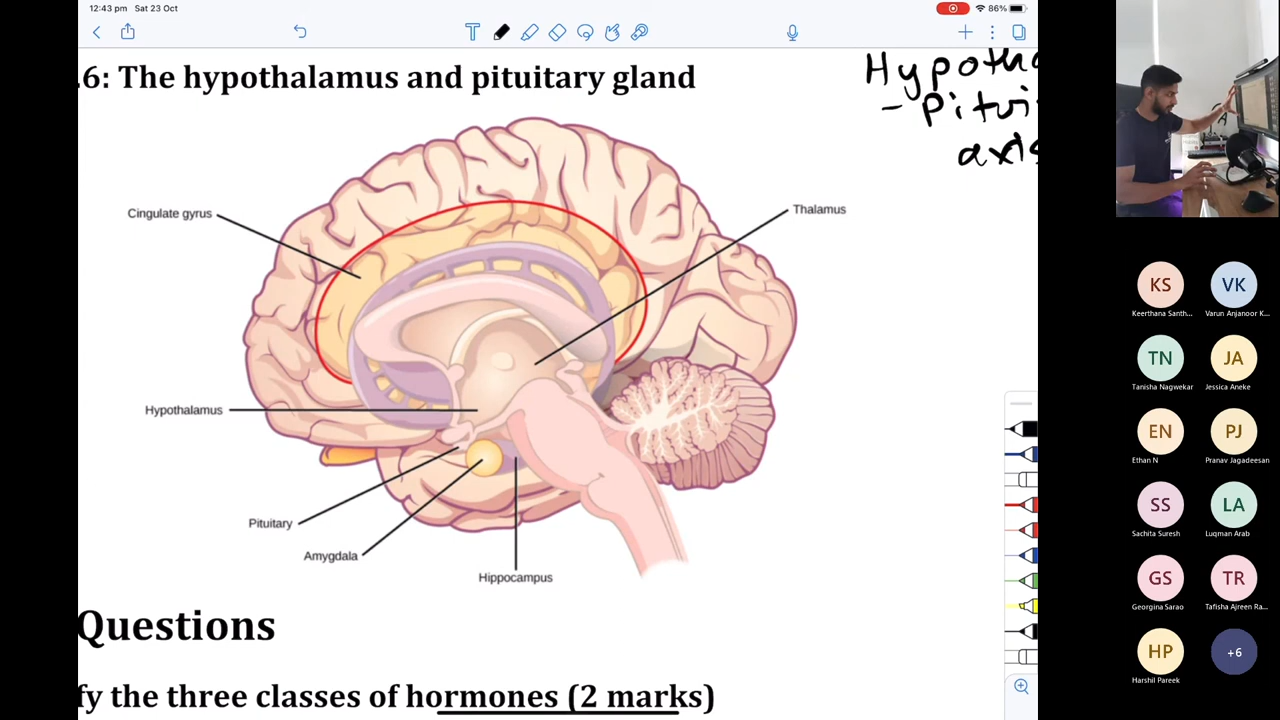 12:43 pm Sat 23 Oct
86%
.6: The hypothalamus and pituitary gland
Hypotha
- Pitui
axis
Cingulate gyrus
Thalamus
Hypothalamus
Pituitary
Amygdala
Hippocampus
Questions
fy the three classes of hormones (2 marks)
KS
VK
Keerthana Santh...
Varun Anjanoor K...
TN
JA
Tanisha Nagwekar
Jessica Aneke
EN
PJ
Ethan N
Pranav Jagadeesan
SS
LA
Sachita Suresh
Luqman Arab
GS
TR
Georgina Sarao
Tafisha Ajreen Ra...
HP
+6
Harshil Pareek